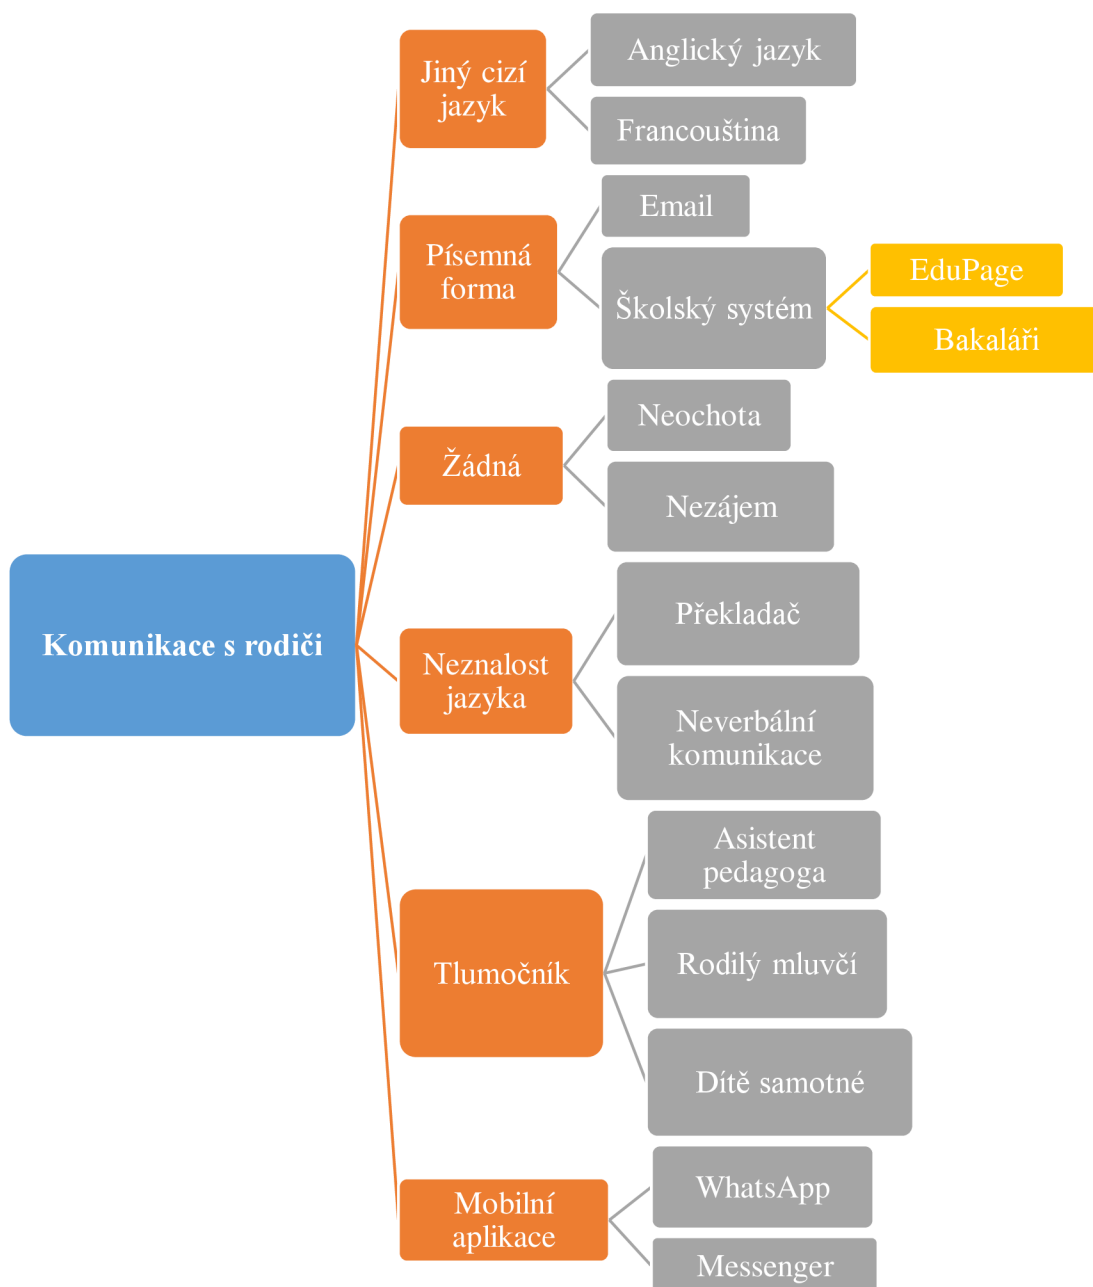 Komunikace s rodiči
Jiný cizí
jazyk
Anglický jazyk
Francouština
Písemná
forma
Email
Školský systém
EduPage
Bakaláři
Žádná
Neochota
Nezájem
Neznalost
jazyka
Překladač
Neverbální
komunikace
Tlumočník
Asistent
pedagoga
Rodilý mluvčí
Dítě samotné
Mobilní
aplikace
WhatsApp
Messenger